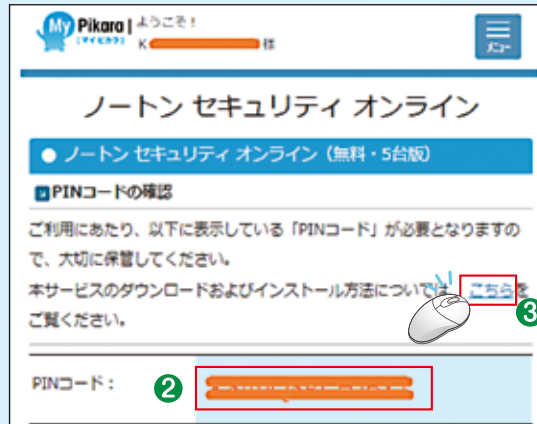 My Pikara ようこそ！
[マイピカラ] K 様
メニュー
ノートン セキュリティ オンライン
● ノートン セキュリティ オンライン（無料・5台版）
PINコードの確認
ご利用にあたり、以下に表示している「PINコード」が必要となりますの
で、大切に保管してください。
本サービスのダウンロードおよびインストール方法については、こちらを
ご覧ください。
❸
PINコード： ❷